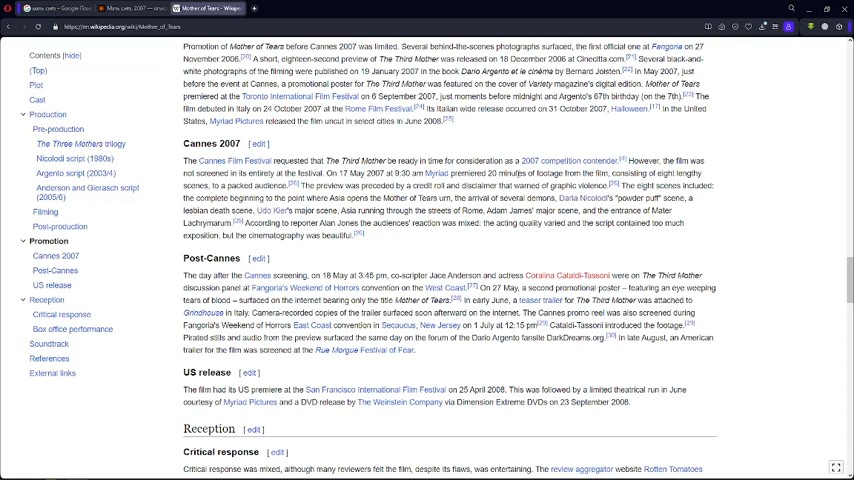 мать слёз - Google Поис
Мать слёз, 2007 — опис
Mother of Tears - Wikiped
https://en.wikipedia.org/wiki/Mother_of_Tears
Contents [hide]
(Top)
Plot
Cast
Production
Pre-production
The Three Mothers trilogy
Nicolodi script (1980s)
Argento script (2003/4)
Anderson and Gierasch script
(2005/6)
Filming
Post-production
Promotion
Cannes 2007
Post-Cannes
US release
Reception
Critical response
Box office performance
Soundtrack
References
External links
Promotion of Mother of Tears before Cannes 2007 was limited. Several behind-the-scenes photographs surfaced, the first official one at Fangoria on 27
November 2006.[20] A short, eighteen-second preview of The Third Mother was released on 18 December 2006 at Cinecitta.com.[21] Several black-and-
white photographs of the filming were published on 19 January 2007 in the book Dario Argento et le cinéma by Bernard Joisten.[22] In May 2007, just
before the event at Cannes, a promotional poster for The Third Mother was featured on the cover of Variety magazine's digital edition. Mother of Tears
premiered at the Toronto International Film Festival on 6 September 2007, just moments before midnight and Argento's 67th birthday (on the 7th).[23] The
film debuted in Italy on 24 October 2007 at the Rome Film Festival.[24] Its Italian wide release occurred on 31 October 2007, Halloween.[17] In the United
States, Myriad Pictures released the film uncut in select cities in June 2008.[25]
Cannes 2007 [edit]
The Cannes Film Festival requested that The Third Mother be ready in time for consideration as a 2007 competition contender.[4] However, the film was
not screened in its entirety at the festival. On 17 May 2007 at 9:30 am Myriad premiered 20 minutes of footage from the film, consisting of eight lengthy
scenes, to a packed audience.[26] The preview was preceded by a credit roll and disclaimer that warned of graphic violence.[26] The eight scenes included:
the complete beginning to the point where Asia opens the Mother of Tears urn, the arrival of several demons, Daria Nicolodi's "powder puff" scene, a
lesbian death scene, Udo Kier's major scene, Asia running through the streets of Rome, Adam James' major scene, and the entrance of Mater
Lachrymarum.[26] According to reporter Alan Jones the audiences' reaction was mixed: the acting quality varied and the script contained too much
exposition, but the cinematography was beautiful.[26]
Post-Cannes [edit]
The day after the Cannes screening, on 18 May at 3:45 pm, co-scripter Jace Anderson and actress Coralina Cataldi-Tassoni were on The Third Mother
discussion panel at Fangoria's Weekend of Horrors convention on the West Coast.[27] On 27 May, a second promotional poster – featuring an eye weeping
tears of blood – surfaced on the internet bearing only the title Mother of Tears.[28] In early June, a teaser trailer for The Third Mother was attached to
Grindhouse in Italy. Camera-recorded copies of the trailer surfaced soon afterward on the internet. The Cannes promo reel was also screened during
Fangoria's Weekend of Horrors East Coast convention in Secaucus, New Jersey on 1 July at 12:15 pm[29] Cataldi-Tassoni introduced the footage.[29]
Pirated stills and audio from the preview surfaced the same day on the forum of the Dario Argento fansite DarkDreams.org.[30] In late August, an American
trailer for the film was screened at the Rue Morgue Festival of Fear.
US release [edit]
The film had its US premiere at the San Francisco International Film Festival on 25 April 2008. This was followed by a limited theatrical run in June
courtesy of Myriad Pictures and a DVD release by The Weinstein Company via Dimension Extreme DVDs on 23 September 2008.
Reception [edit]
Critical response [edit]
Critical response was mixed, although many reviewers felt the film, despite its flaws, was entertaining. The review aggregator website Rotten Tomatoes